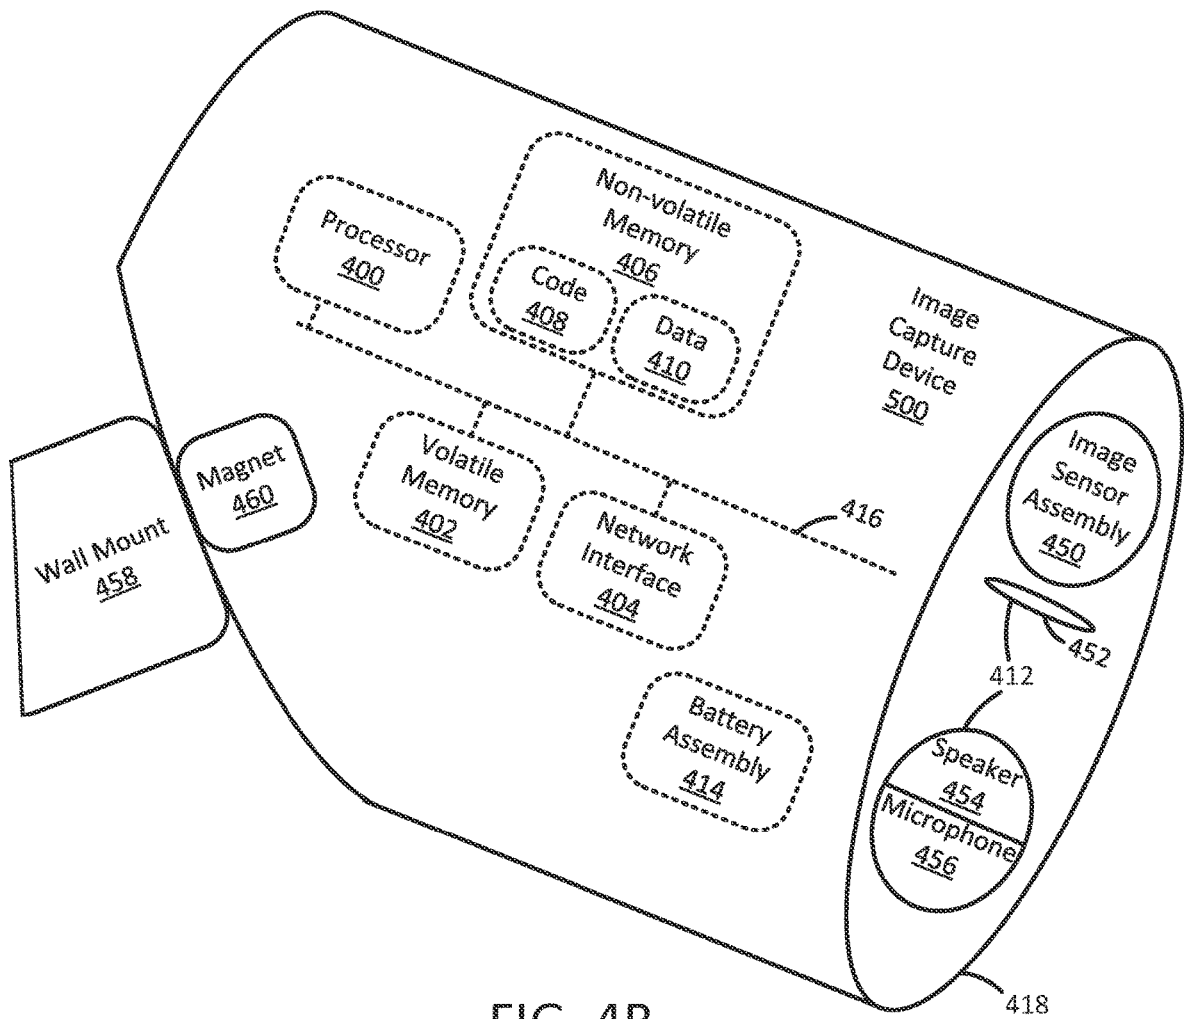 Non-volatile
Memory
406
Processor
400
Code
408
Data
410
Image
Capture
Device
500
Magnet
460
Volatile
Memory
402
Network
Interface
404
416
Image
Sensor
Assembly
450
Wall Mount
458
452
412
Battery
Assembly
414
Speaker
454
Microphone
456
418
FIG. 4B